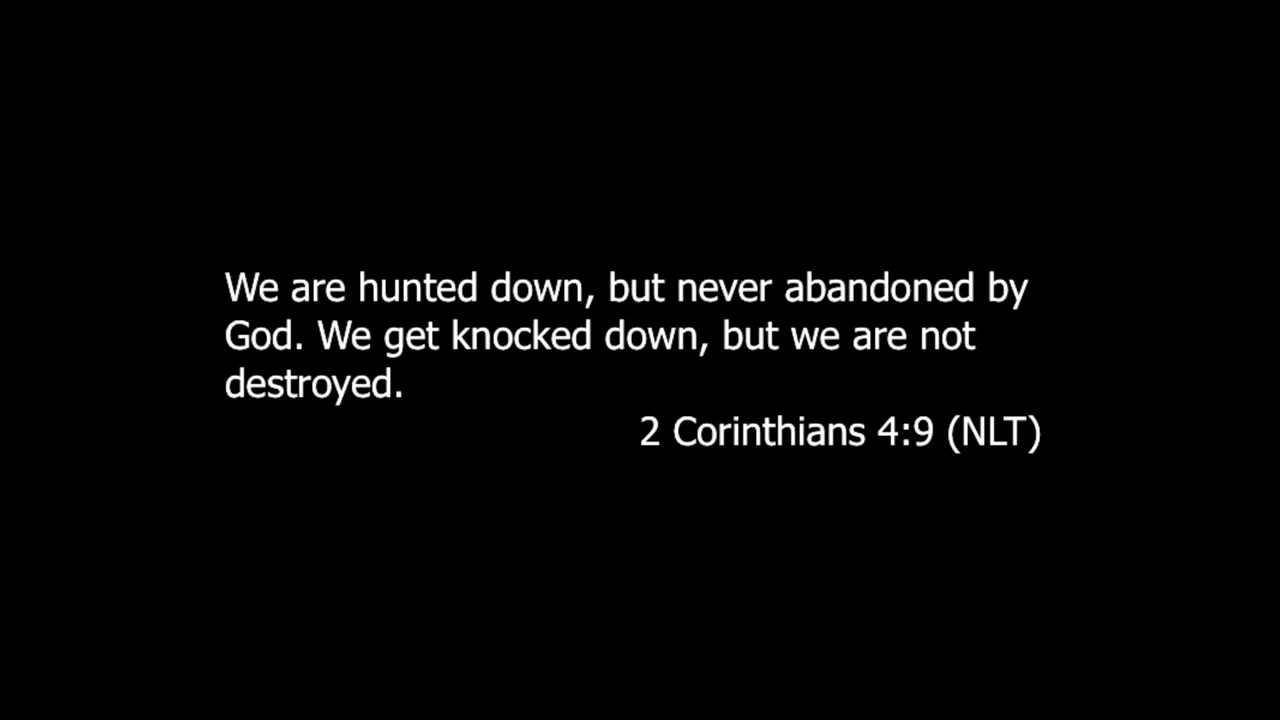 We are hunted down, but never abandoned by
God. We get knocked down, but we are not
destroyed.
2 Corinthians 4:9 (NLT)